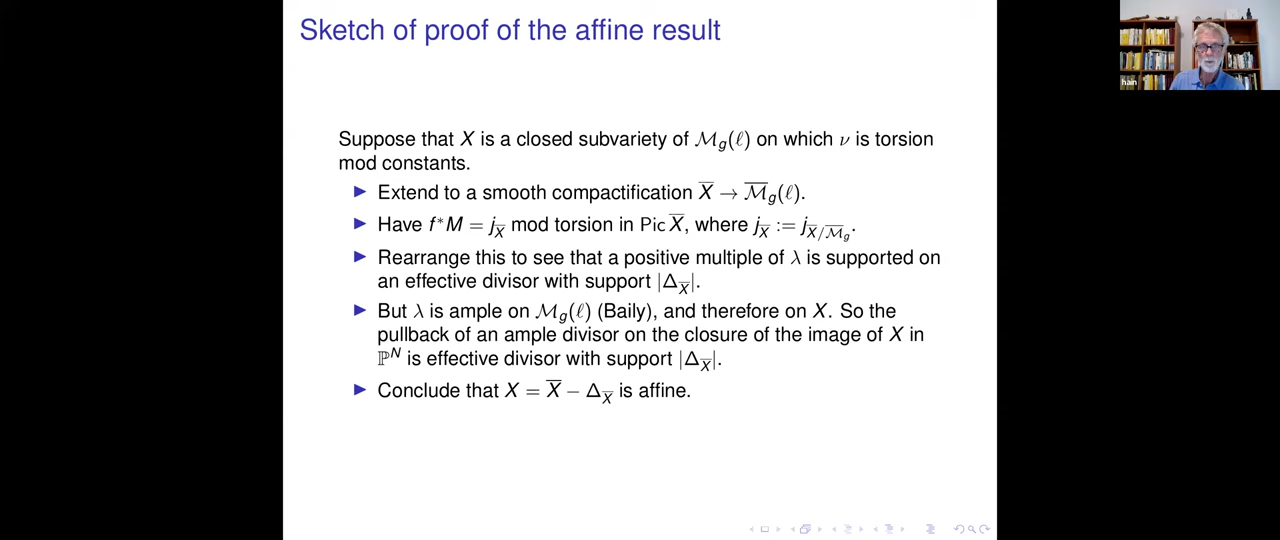 Sketch of proof of the affine result
Suppose that X is a closed subvariety of ℳ_g(ℓ) on which ν is torsion
mod constants.
▶ Extend to a smooth compactification X̅ → ℳ̅_g(ℓ).
▶ Have f*M = j_X̅ mod torsion in Pic X̅, where j_X̅ := j_X̅/ℳ̅_g.
▶ Rearrange this to see that a positive multiple of λ is supported on
an effective divisor with support |Δ_X̅|.
▶ But λ is ample on ℳ_g(ℓ) (Baily), and therefore on X. So the
pullback of an ample divisor on the closure of the image of X in
ℙ^N is effective divisor with support |Δ_X̅|.
▶ Conclude that X = X̅ − Δ_X̅ is affine.
hain